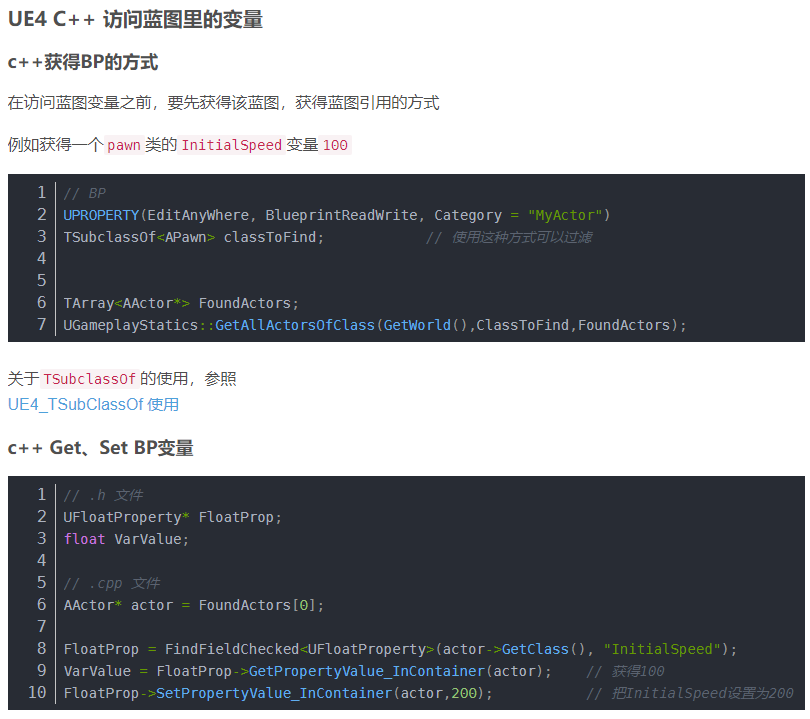 UE4 C++ 访问蓝图里的变量
c++获得BP的方式
在访问蓝图变量之前，要先获得该蓝图，获得蓝图引用的方式
例如获得一个 pawn 类的 InitialSpeed 变量 100
1 // BP
2 UPROPERTY(EditAnyWhere, BlueprintReadWrite, Category = "MyActor")
3 TSubclassOf<APawn> classToFind; // 使用这种方式可以过滤
4
5
6 TArray<AActor*> FoundActors;
7 UGameplayStatics::GetAllActorsOfClass(GetWorld(),ClassToFind,FoundActors);
关于 TSubclassOf 的使用，参照
UE4_TSubClassOf 使用
c++ Get、Set BP变量
1 // .h 文件
2 UFloatProperty* FloatProp;
3 float VarValue;
4
5 // .cpp 文件
6 AActor* actor = FoundActors[0];
7
8 FloatProp = FindFieldChecked<UFloatProperty>(actor->GetClass(), "InitialSpeed");
9 VarValue = FloatProp->GetPropertyValue_InContainer(actor); // 获得100
10 FloatProp->SetPropertyValue_InContainer(actor,200); // 把InitialSpeed设置为200